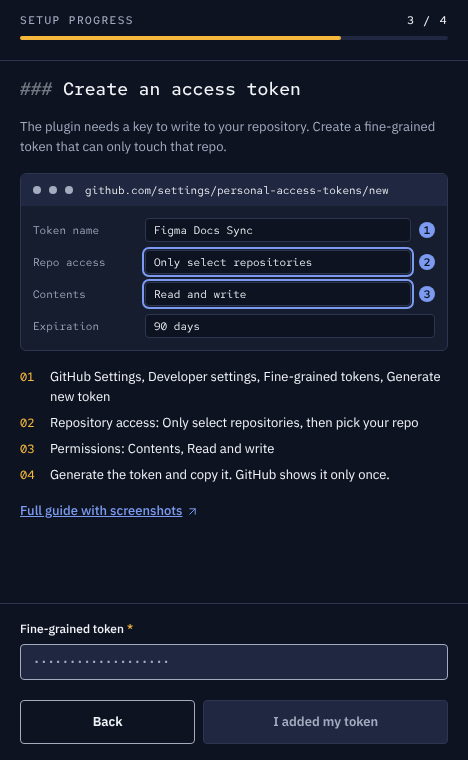 SETUP PROGRESS
3 / 4
### Create an access token
The plugin needs a key to write to your repository. Create a fine-grained
token that can only touch that repo.
github.com/settings/personal-access-tokens/new
Token name
Figma Docs Sync
1
Repo access
Only select repositories
2
Contents
Read and write
3
Expiration
90 days
01 GitHub Settings, Developer settings, Fine-grained tokens, Generate
new token
02 Repository access: Only select repositories, then pick your repo
03 Permissions: Contents, Read and write
04 Generate the token and copy it. GitHub shows it only once.
Full guide with screenshots ↗
Fine-grained token *
•••••••••••••••••••
Back
I added my token